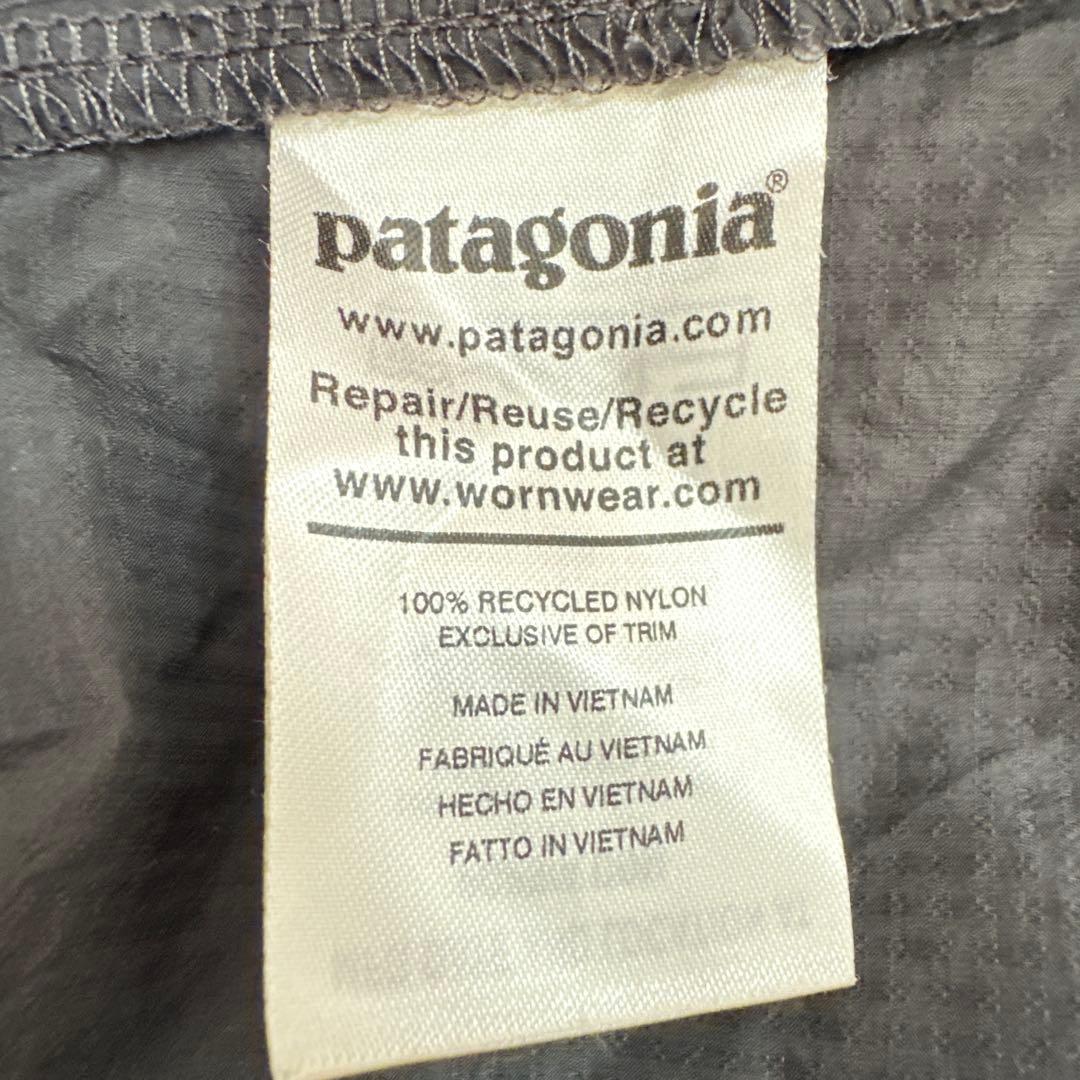 patagonia®
www.patagonia.com
Repair/Reuse/Recycle
this product at
www.wornwear.com
100% RECYCLED NYLON
EXCLUSIVE OF TRIM
MADE IN VIETNAM
FABRIQUÉ AU VIETNAM
HECHO EN VIETNAM
FATTO IN VIETNAM